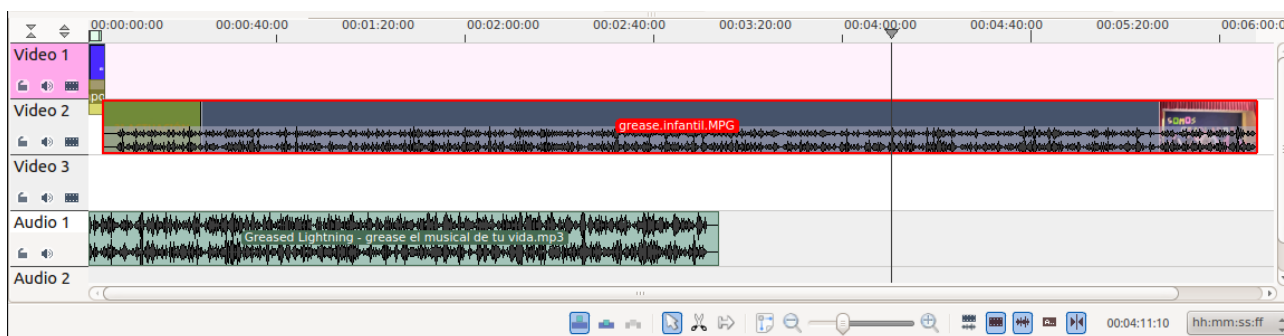 00:00:00:00 00:00:40:00 00:01:20:00 00:02:00:00 00:02:40:00 00:03:20:00 00:04:00:00 00:04:40:00 00:05:20:00 00:06:00:
Video 1
Video 2
grease.infantil.MPG
SOMOS
Video 3
Audio 1
Greased Lightning - grease el musical de tu vida.mp3
Audio 2
00:04:11:10 hh:mm:ss:ff